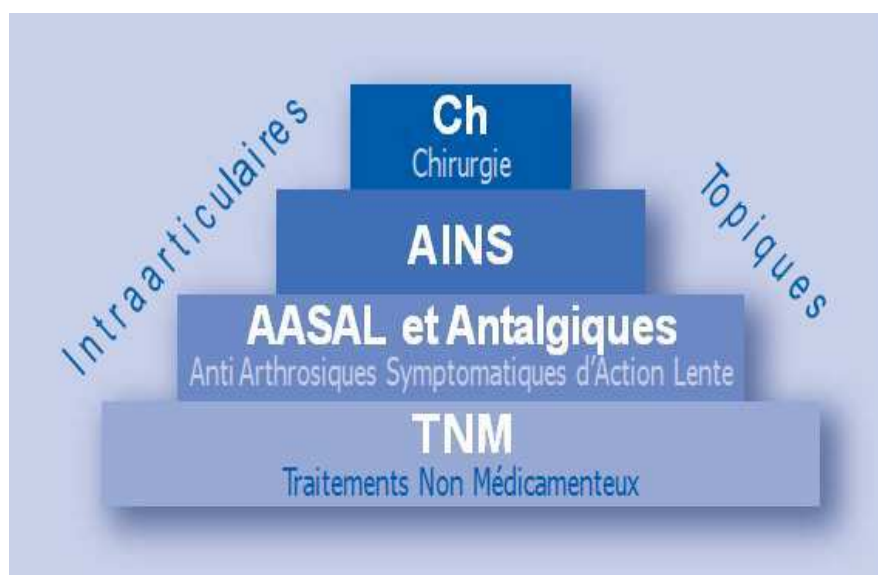 Ch
Chirurgie
Intraarticulaires
Topiques
AINS
AASAL et Antalgiques
Anti Arthrosiques Symptomatiques d'Action Lente
TNM
Traitements Non Médicamenteux